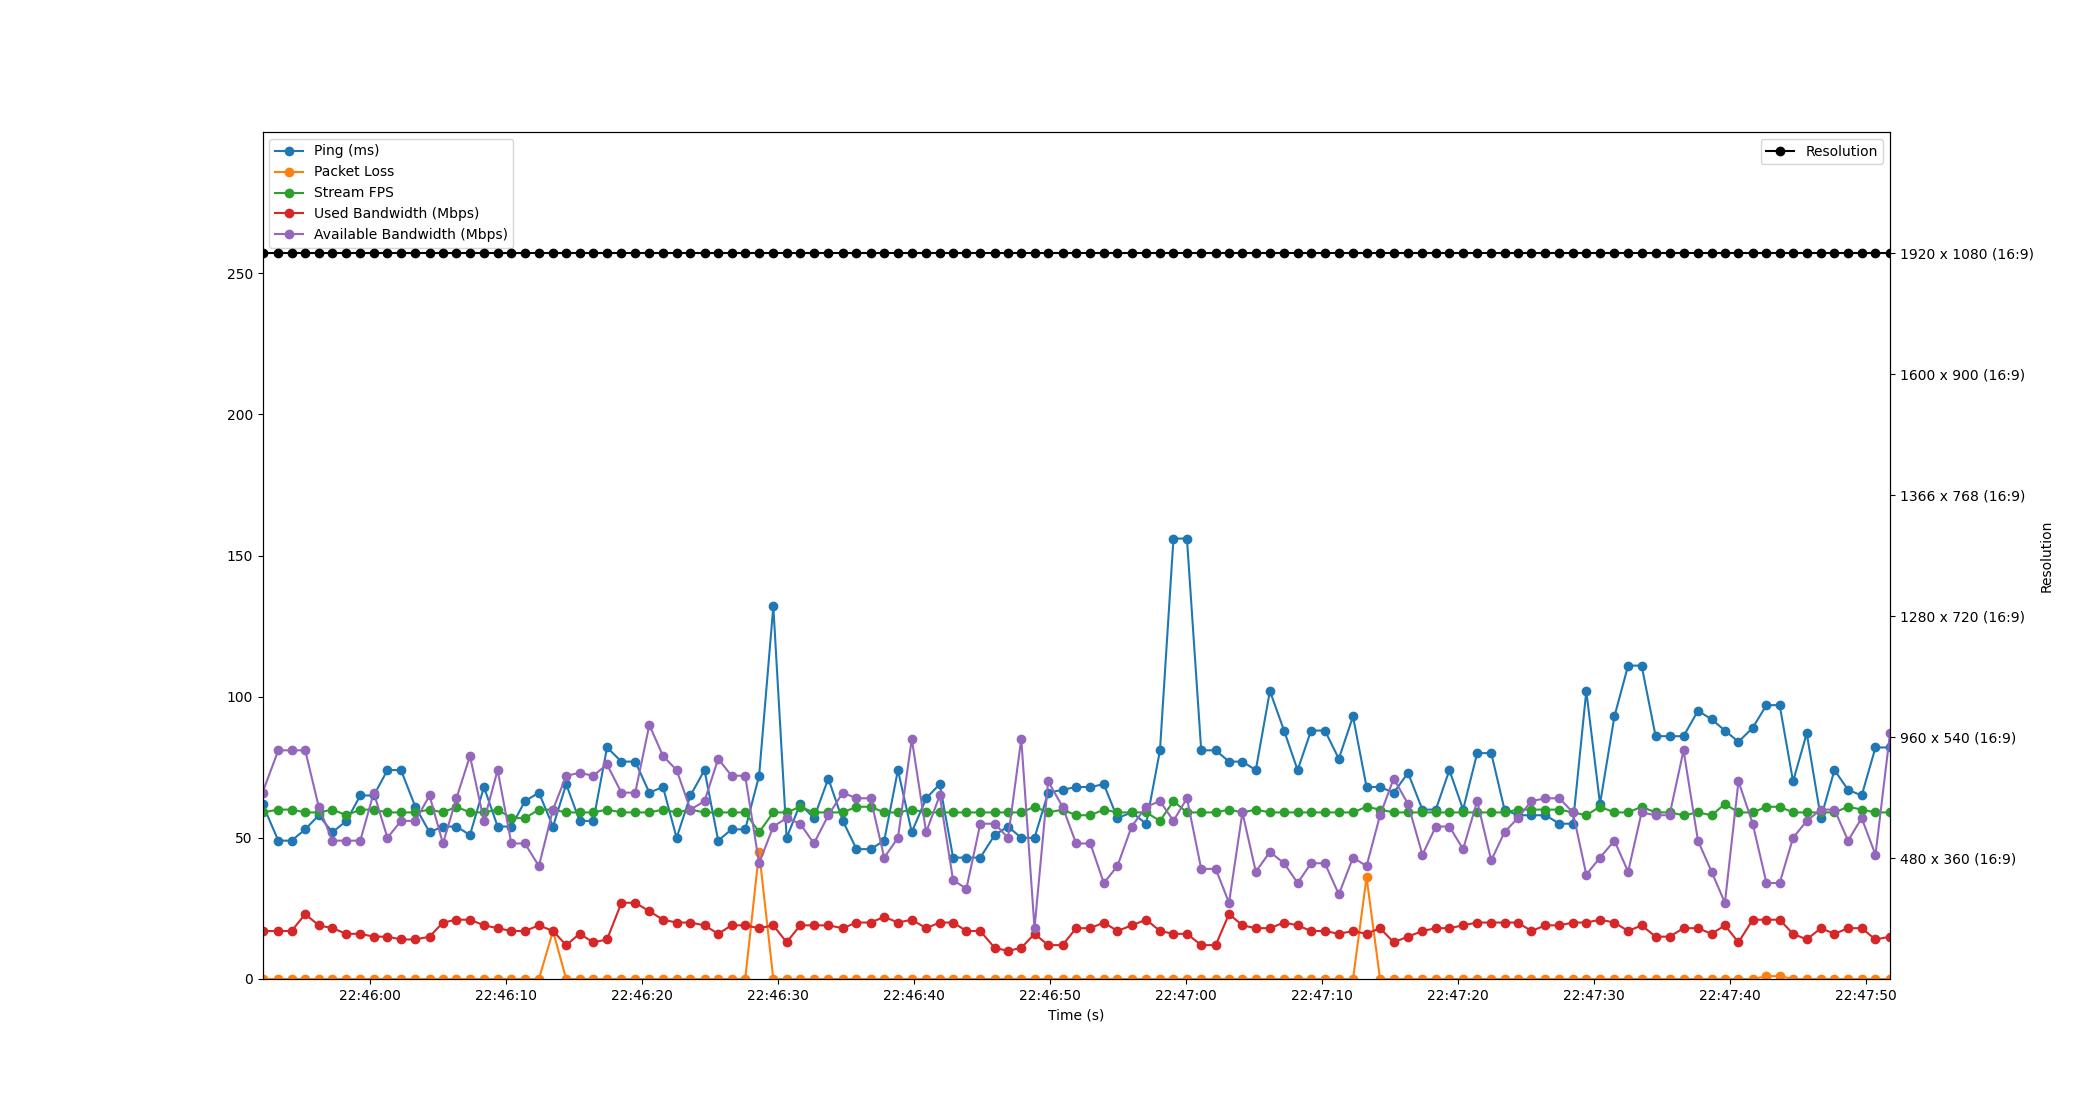 Ping (ms)
Packet Loss
Stream FPS
Used Bandwidth (Mbps)
Available Bandwidth (Mbps)
Resolution
250
200
150
100
50
0
1920 x 1080 (16:9)
1600 x 900 (16:9)
1366 x 768 (16:9)
1280 x 720 (16:9)
960 x 540 (16:9)
480 x 360 (16:9)
Resolution
22:46:00 22:46:10 22:46:20 22:46:30 22:46:40 22:46:50 22:47:00 22:47:10 22:47:20 22:47:30 22:47:40 22:47:50
Time (s)